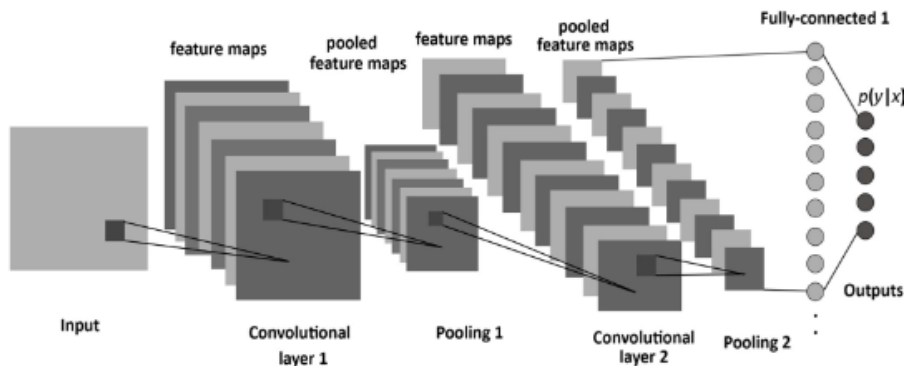 Fully-connected 1
feature maps
pooled
feature maps
feature maps
pooled
feature maps
p(y|x)
Input
Convolutional
layer 1
Pooling 1
Convolutional
layer 2
Pooling 2
Outputs